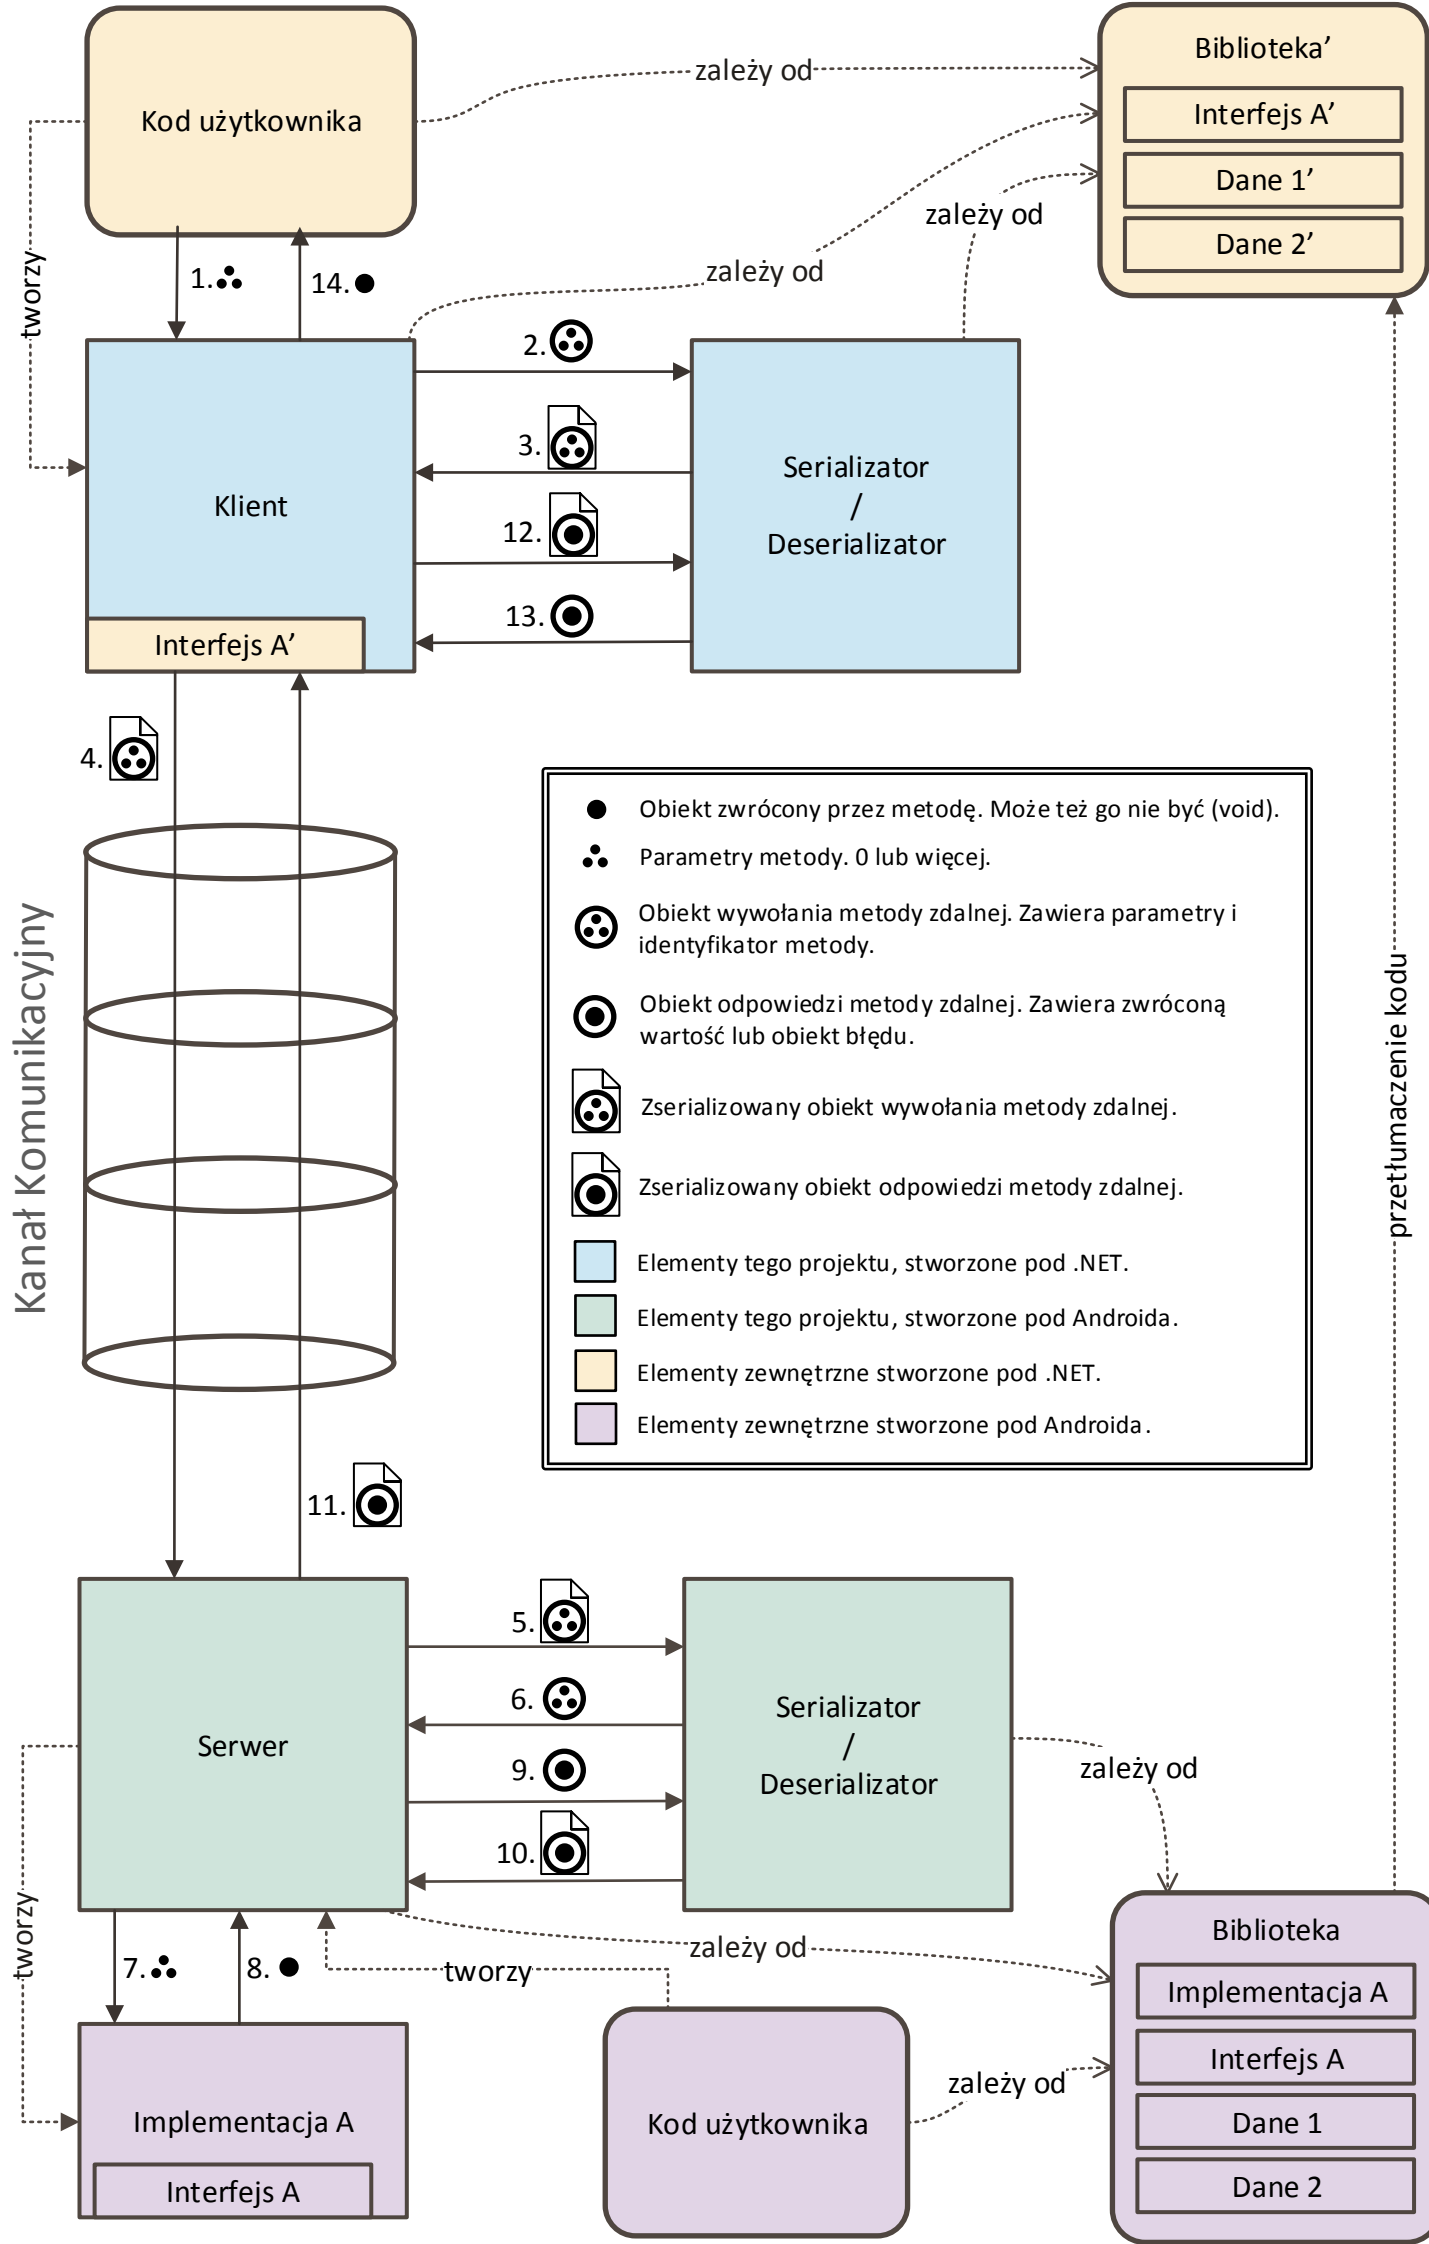 Kod użytkownika
zależy od
Biblioteka’
Interfejs A’
Dane 1’
Dane 2’
zależy od
zależy od
tworzy
1.
14.
2.
3.
12.
13.
Klient
Interfejs A’
Serializator
/
Deserializator
4.
Kanał Komunikacyjny
Obiekt zwrócony przez metodę. Może też go nie być (void).
Parametry metody. 0 lub więcej.
Obiekt wywołania metody zdalnej. Zawiera parametry i
identyfikator metody.
Obiekt odpowiedzi metody zdalnej. Zawiera zwróconą
wartość lub obiekt błędu.
Zserializowany obiekt wywołania metody zdalnej.
Zserializowany obiekt odpowiedzi metody zdalnej.
Elementy tego projektu, stworzone pod .NET.
Elementy tego projektu, stworzone pod Androida.
Elementy zewnętrzne stworzone pod .NET.
Elementy zewnętrzne stworzone pod Androida.
przetłumaczenie kodu
11.
5.
6.
9.
10.
Serwer
Serializator
/
Deserializator
zależy od
tworzy
7.
8.
tworzy
zależy od
Biblioteka
Implementacja A
Interfejs A
Dane 1
Dane 2
zależy od
Kod użytkownika
Implementacja A
Interfejs A